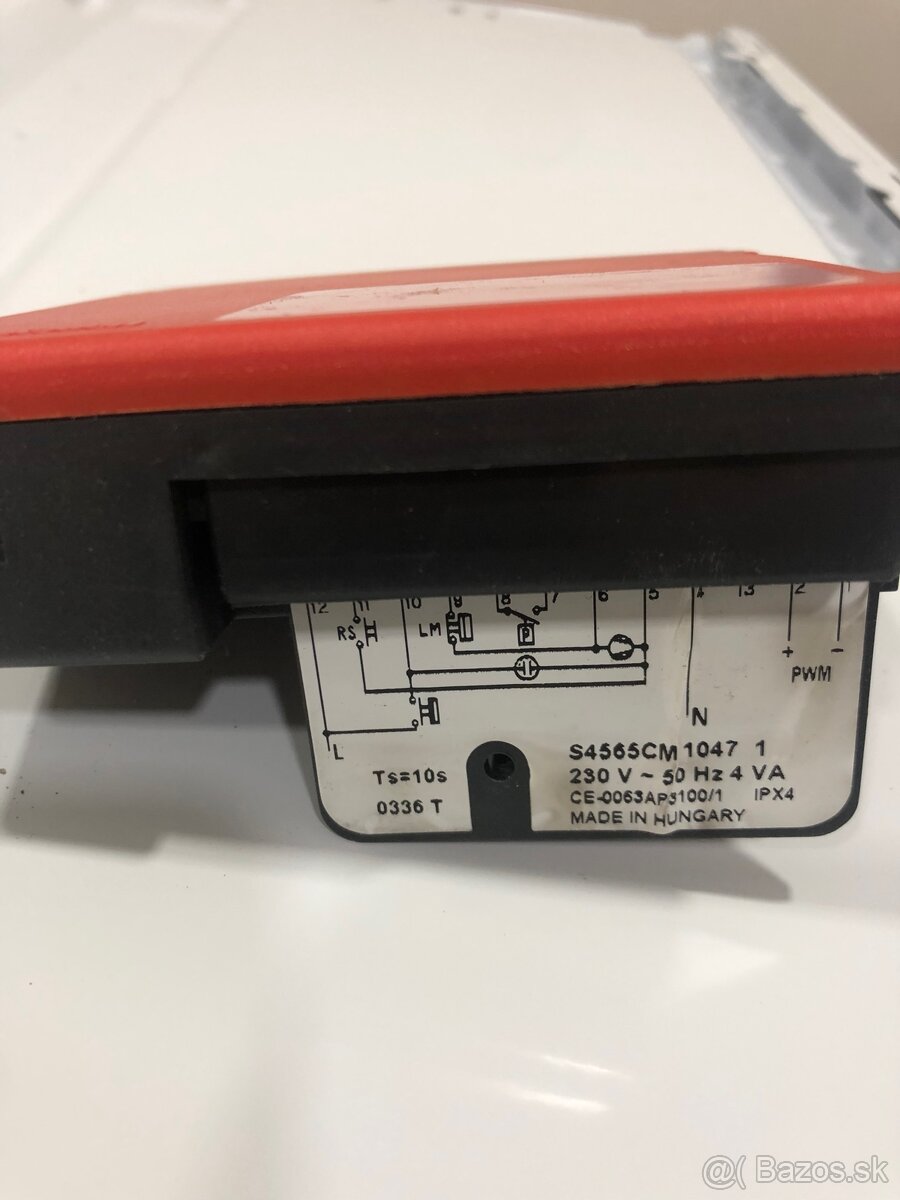 12 11 10 9 8 7 6 5 4 13 2 1
RS
LM
P
+ −
PWM
N
L
S4565CM 1047 1
Ts=10s
230 V ~ 50 Hz 4 VA
0336 T
CE-0063AP3100/1 IPX4
MADE IN HUNGARY
@( Bazos.sk